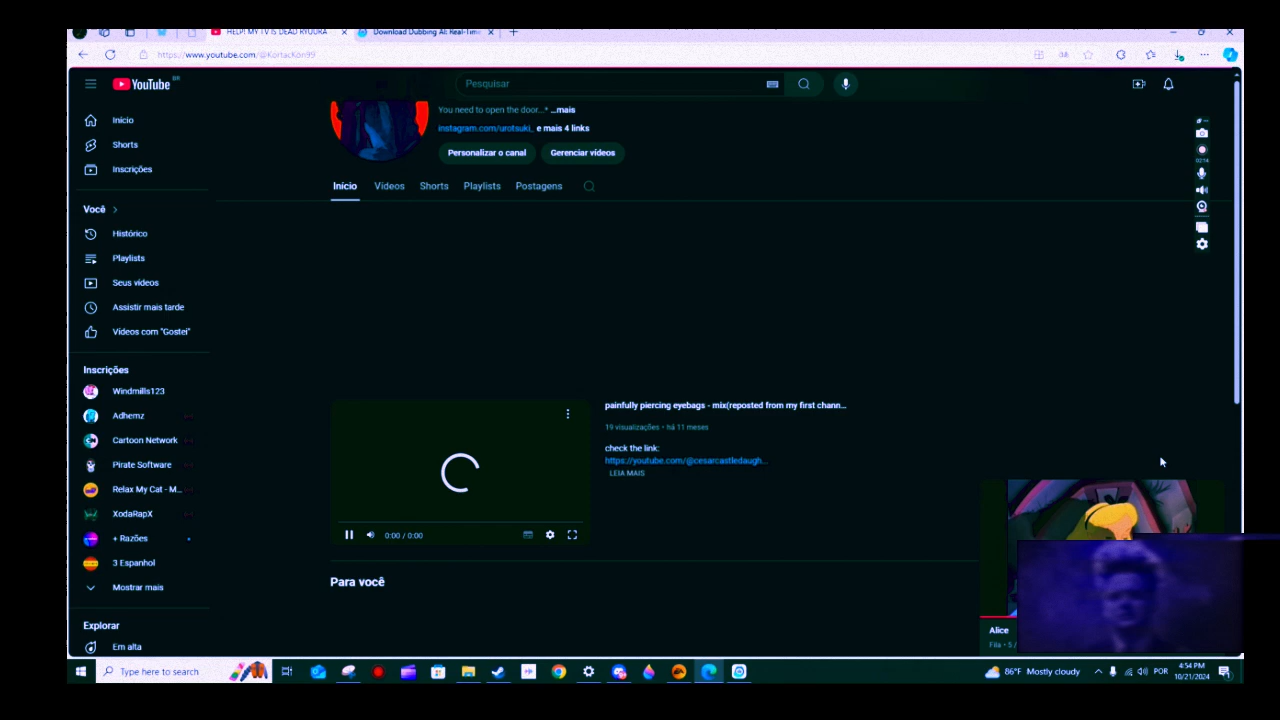 HELP! MY TV IS DEAD RYUURA
Download Dubbing AI: Real-Time
https://www.youtube.com/@KortacKon99
YouTube BR
Pesquisar
You need to open the door...* ...mais
instagram.com/urotsuki_ e mais 4 links
Personalizar o canal
Gerenciar vídeos
Início
Vídeos
Shorts
Playlists
Postagens
Início
Shorts
Inscrições
Você
Histórico
Playlists
Seus vídeos
Assistir mais tarde
Vídeos com "Gostei"
Inscrições
Windmills123
Adhemz
Cartoon Network
Pirate Software
Relax My Cat - M...
XodaRapX
+ Razões
3 Espanhol
Mostrar mais
Explorar
Em alta
painfully piercing eyebags - mix(reposted from my first chann...
19 visualizações • há 11 meses
check the link:
https://youtube.com/@cesarcastledaugh...
LEIA MAIS
0:00 / 0:00
Para você
02:14
Alice
Fila • 5 /
Type here to search
86°F Mostly cloudy
POR
4:54 PM
10/21/2024